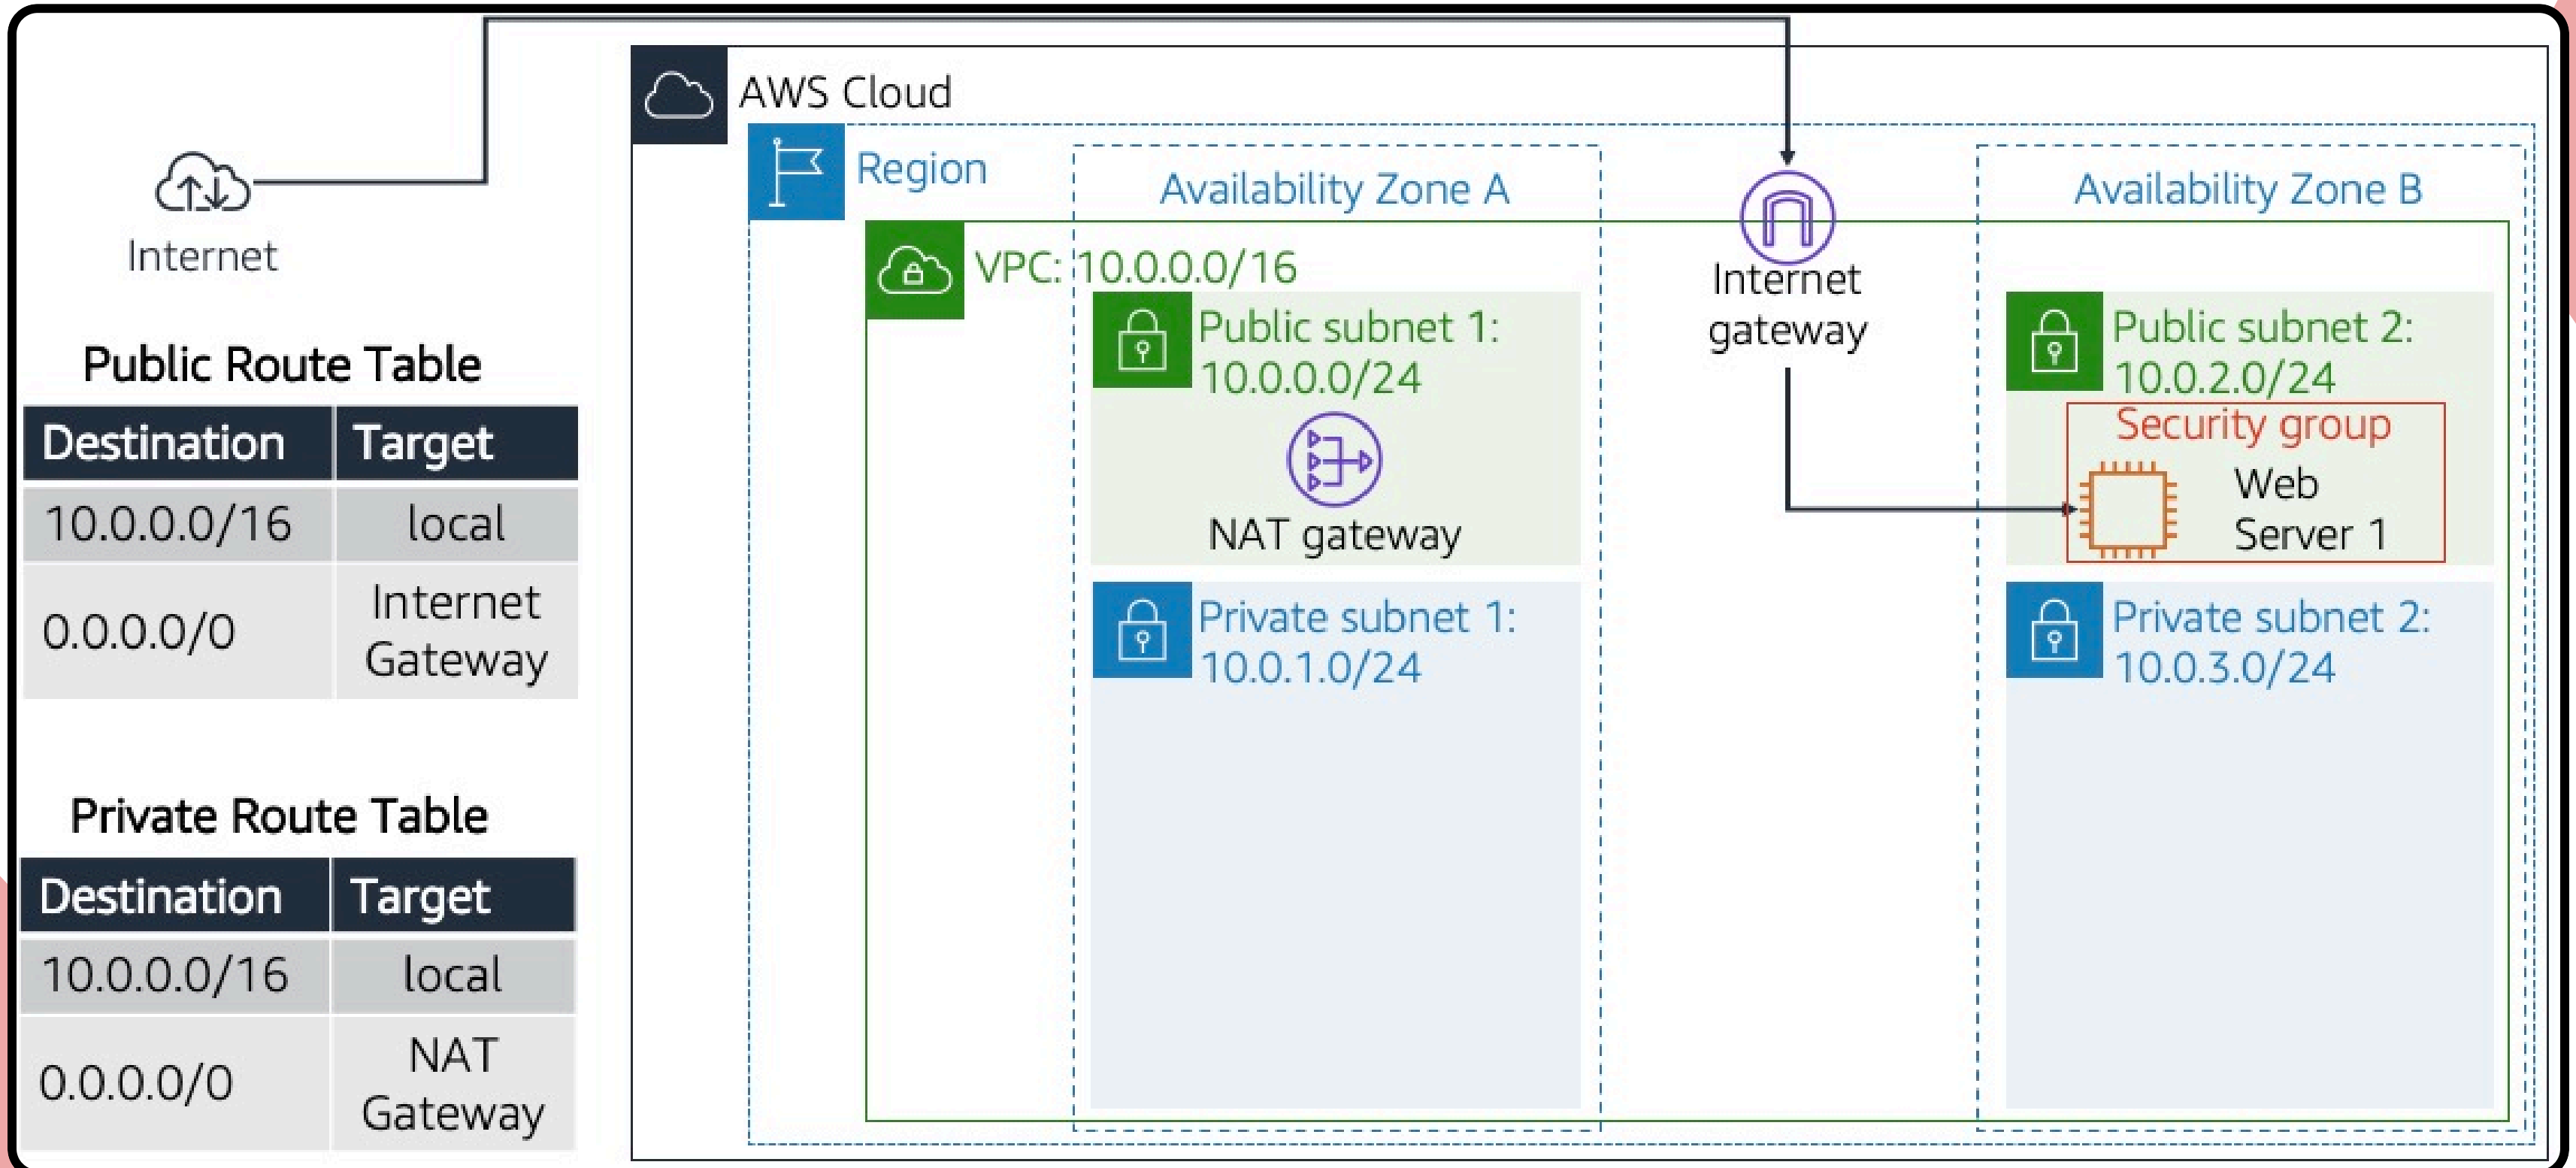 AWS Cloud
Region
Availability Zone A
Availability Zone B
Internet
VPC: 10.0.0.0/16
Internet
gateway
Public subnet 1:
10.0.0.0/24
NAT gateway
Public subnet 2:
10.0.2.0/24
Security group
Web
Server 1
Private subnet 1:
10.0.1.0/24
Private subnet 2:
10.0.3.0/24
Public Route Table
Destination Target
10.0.0.0/16 local
0.0.0.0/0 Internet
Gateway
Private Route Table
Destination Target
10.0.0.0/16 local
0.0.0.0/0 NAT
Gateway